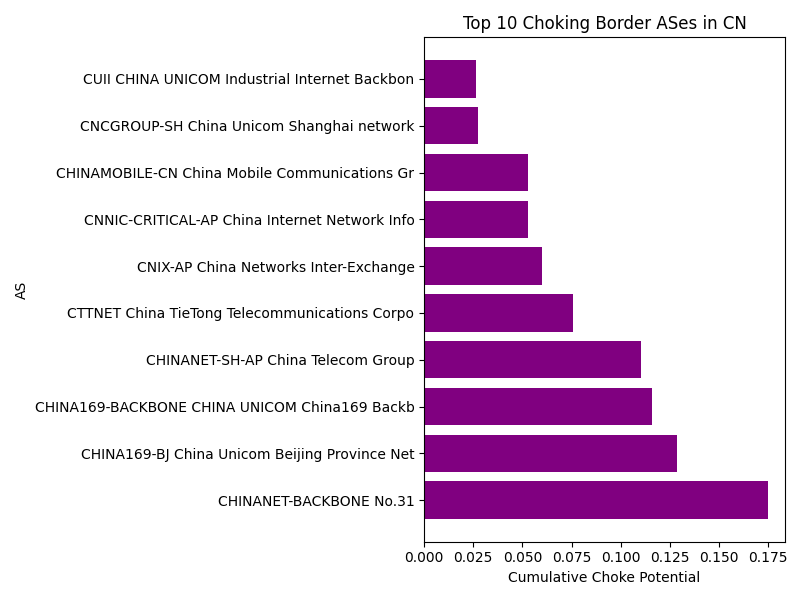 Top 10 Choking Border ASes in CN
CUII CHINA UNICOM Industrial Internet Backbon
CNCGROUP-SH China Unicom Shanghai network
CHINAMOBILE-CN China Mobile Communications Gr
CNNIC-CRITICAL-AP China Internet Network Info
CNIX-AP China Networks Inter-Exchange
CTTNET China TieTong Telecommunications Corpo
CHINANET-SH-AP China Telecom Group
CHINA169-BACKBONE CHINA UNICOM China169 Backb
CHINA169-BJ China Unicom Beijing Province Net
CHINANET-BACKBONE No.31
AS
0.000 0.025 0.050 0.075 0.100 0.125 0.150 0.175
Cumulative Choke Potential